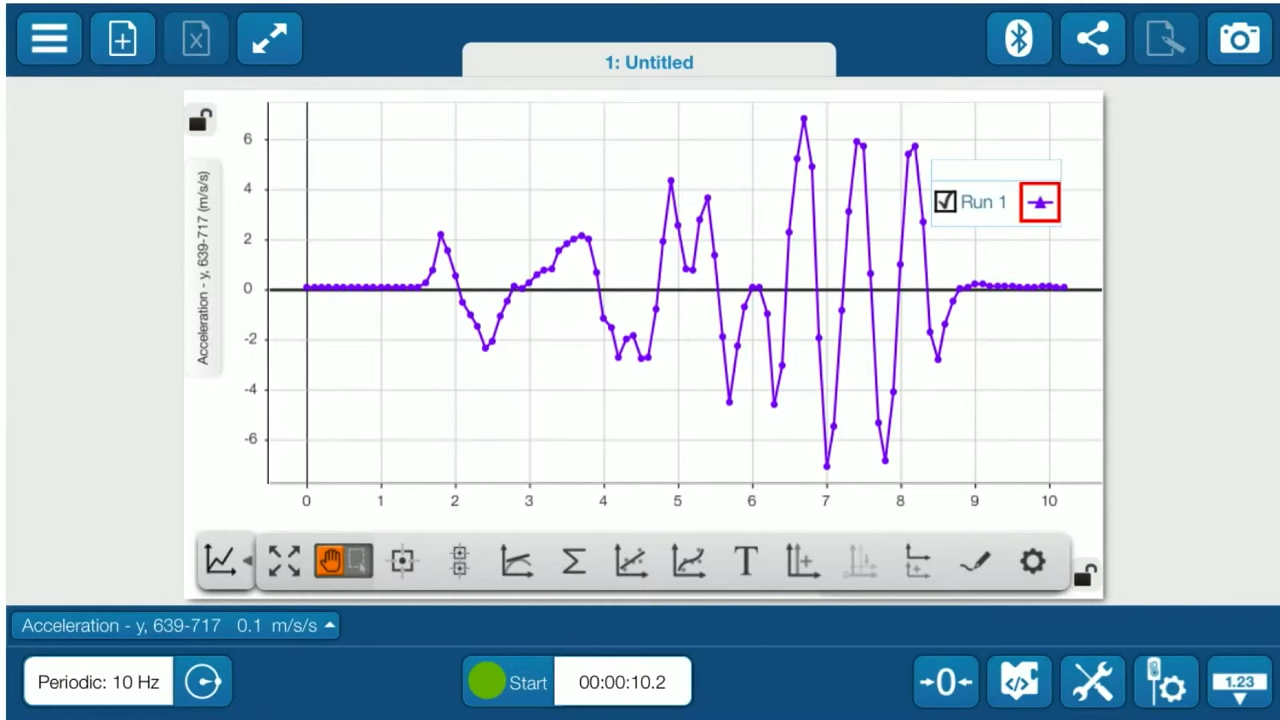 1: Untitled
Acceleration - y, 639-717 (m/s/s)
6
4
2
0
-2
-4
-6
Run 1
0 1 2 3 4 5 6 7 8 9 10
Σ
T
Acceleration - y, 639-717 0.1 m/s/s
Periodic: 10 Hz
Start
00:00:10.2
→0←
</>
1.23